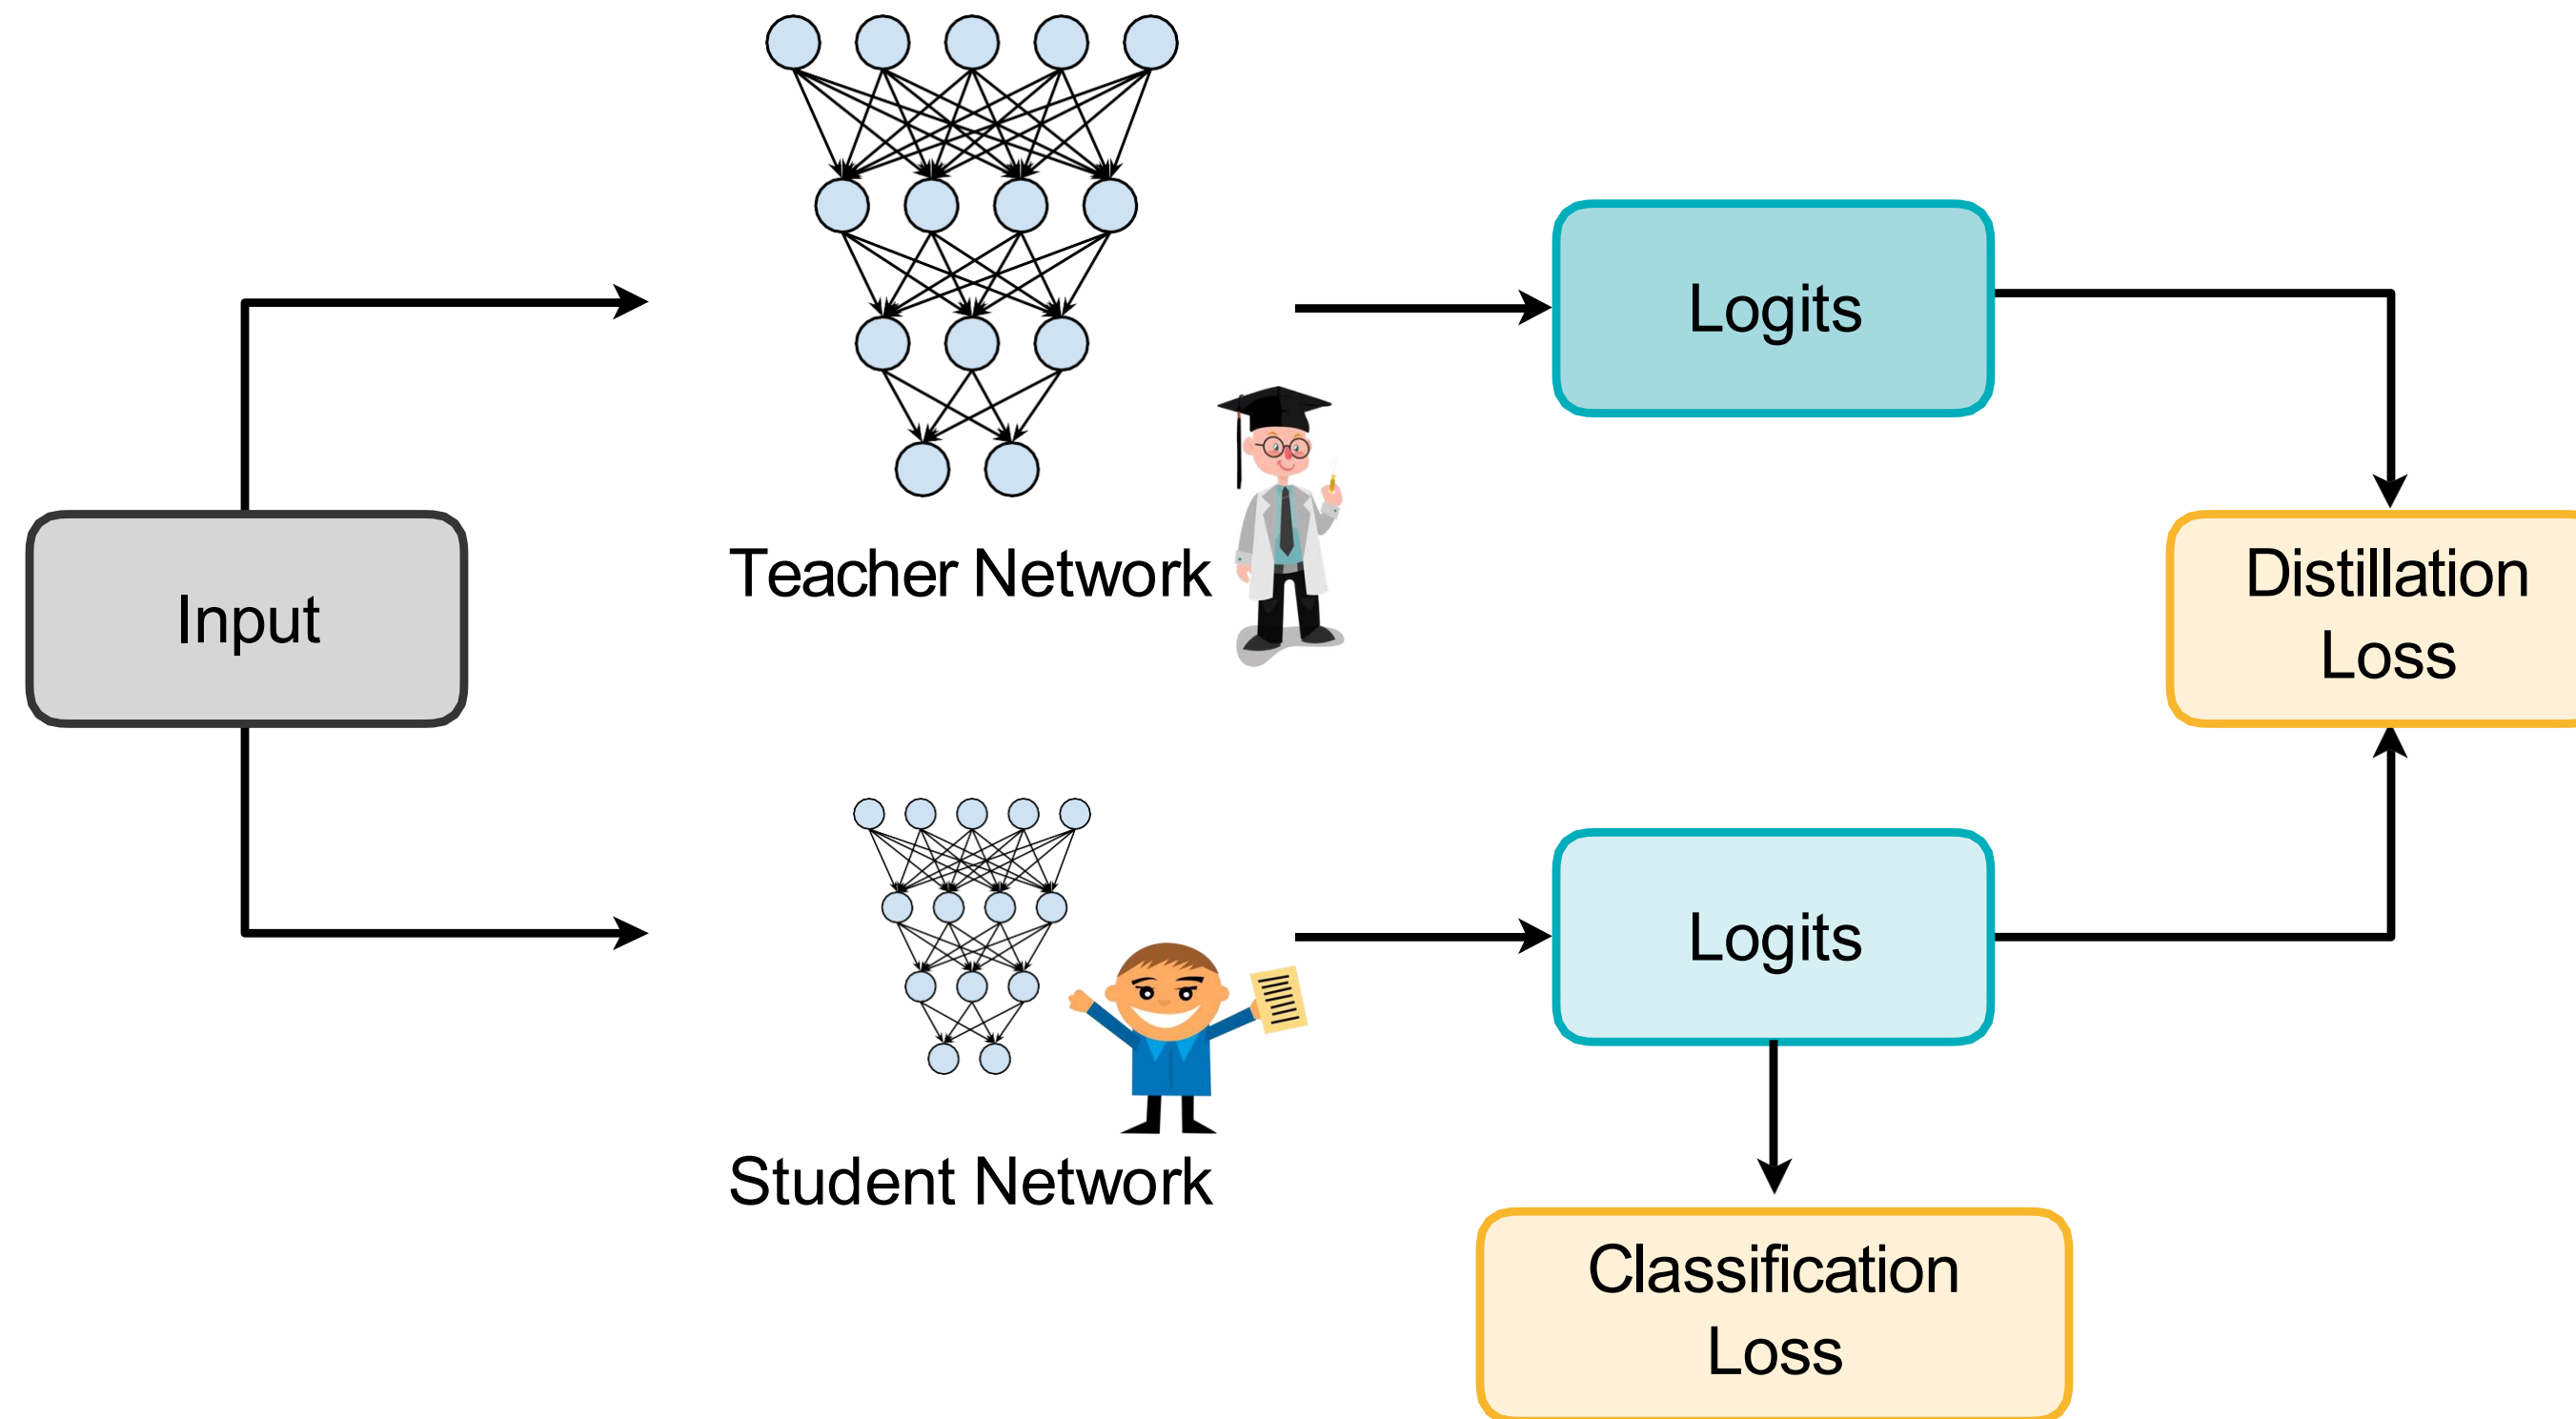 Logits
Input
Teacher Network
Distillation
Loss
Logits
Student Network
Classification
Loss